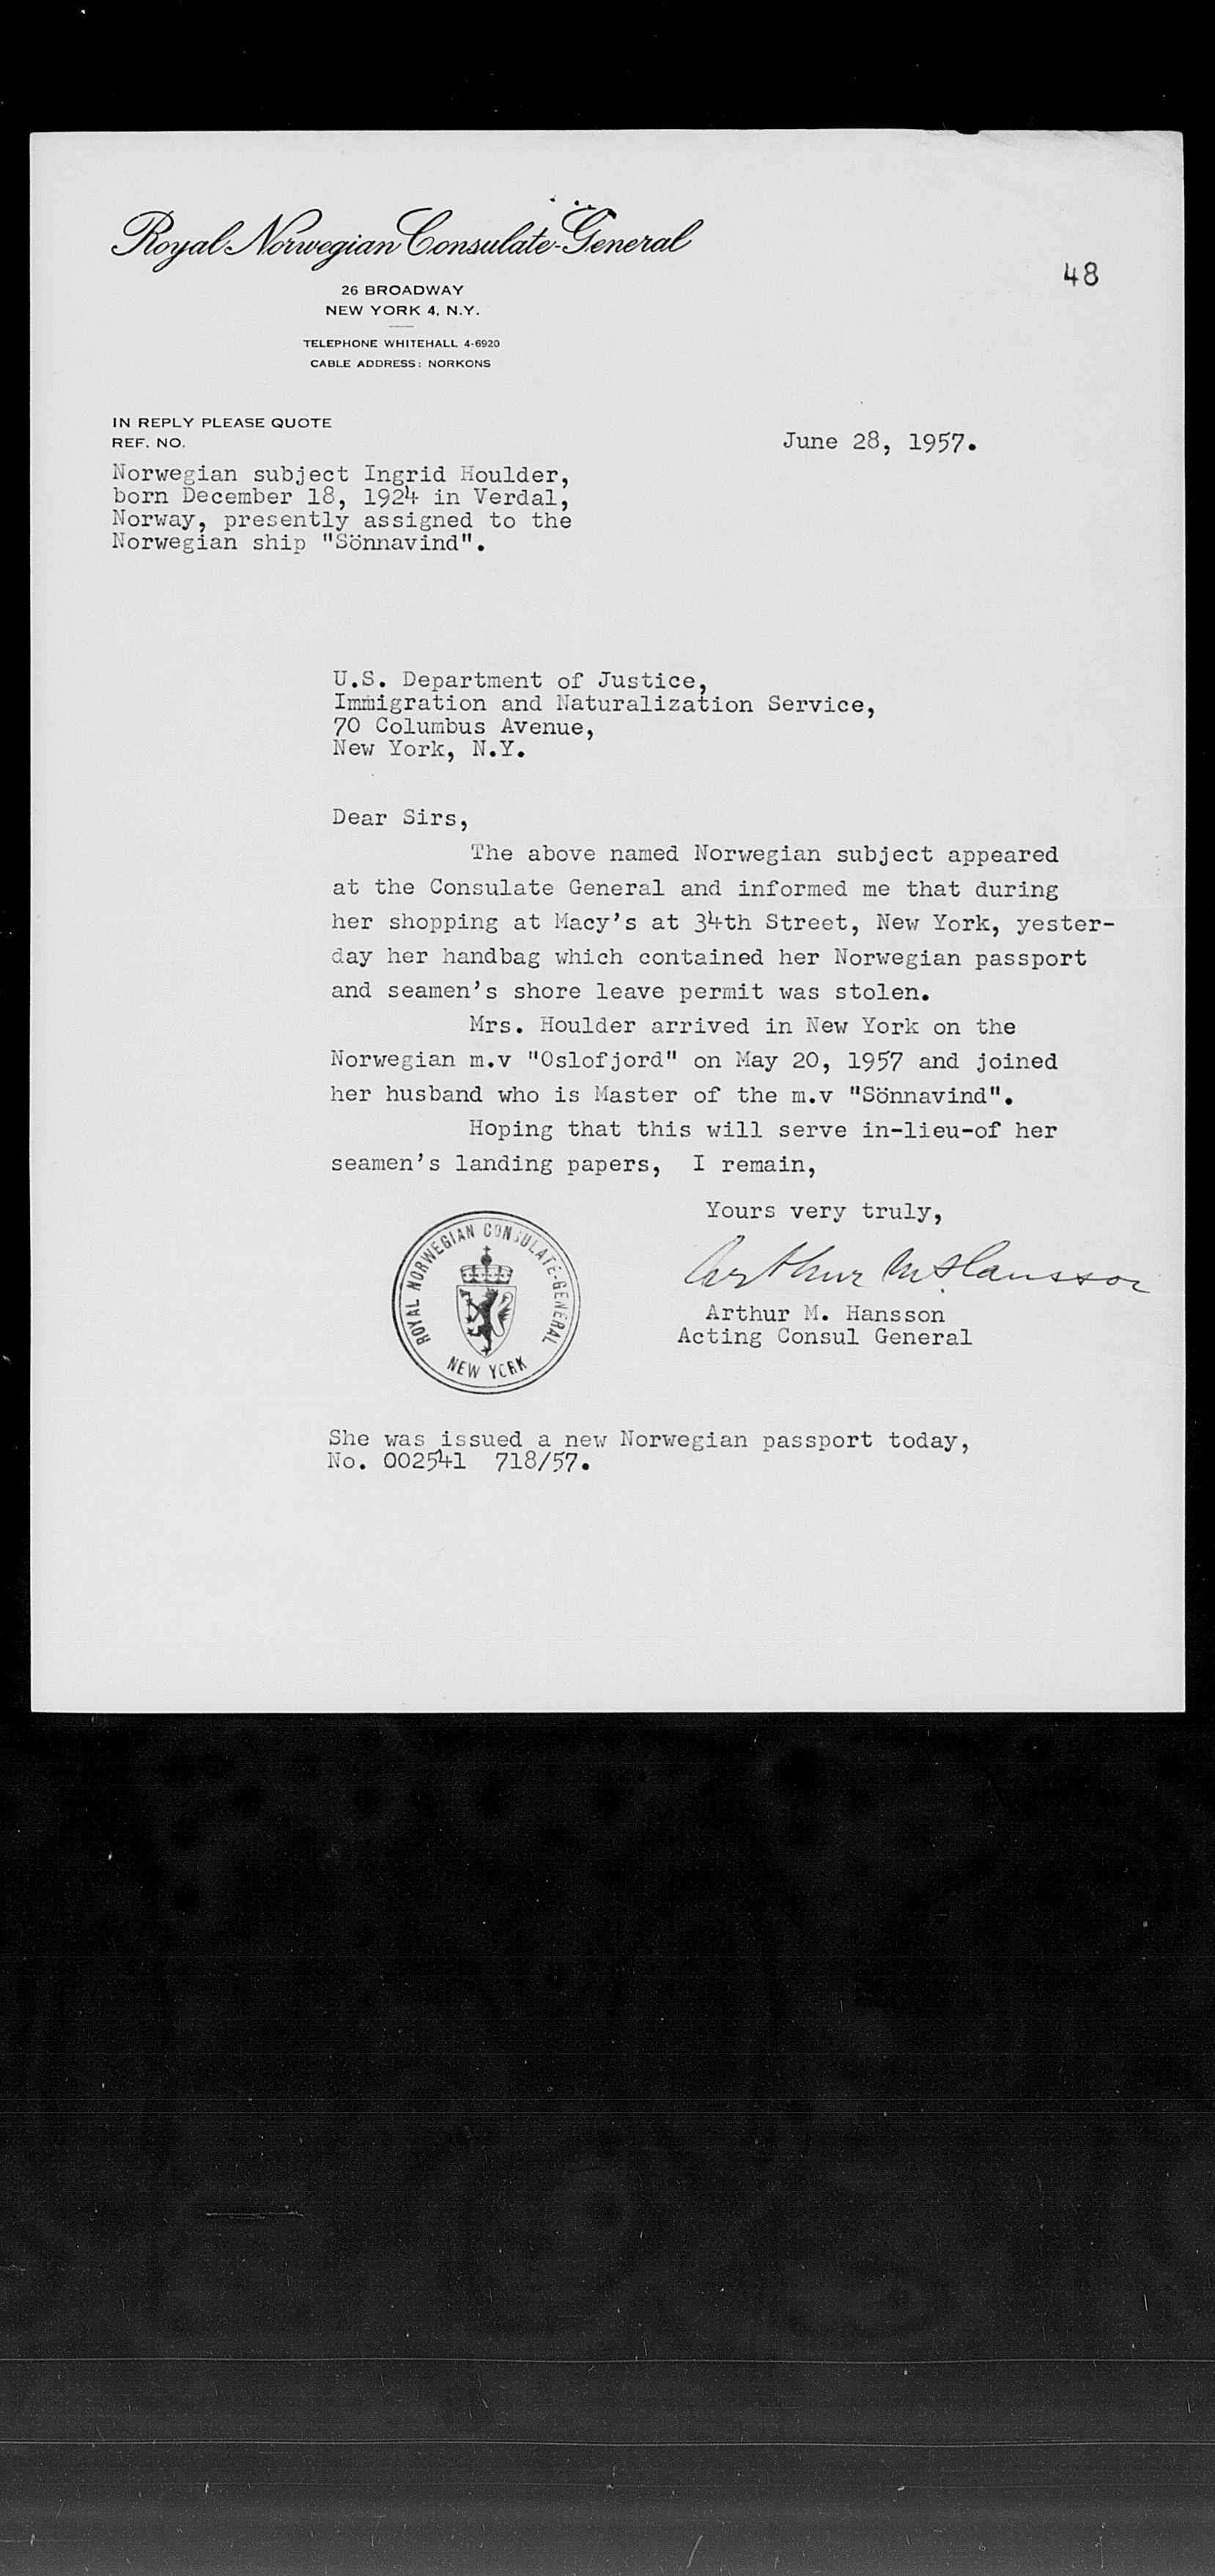 Royal Norwegian Consulate-General
26 BROADWAY
NEW YORK 4, N.Y.
TELEPHONE WHITEHALL 4-6920
CABLE ADDRESS: NORKONS
48
IN REPLY PLEASE QUOTE
REF. NO.
June 28, 1957.
Norwegian subject Ingrid Houlder,
born December 18, 1924 in Verdal,
Norway, presently assigned to the
Norwegian ship "Sönnavind".
U.S. Department of Justice,
Immigration and Naturalization Service,
70 Columbus Avenue,
New York, N.Y.
Dear Sirs,
The above named Norwegian subject appeared
at the Consulate General and informed me that during
her shopping at Macy's at 34th Street, New York, yester-
day her handbag which contained her Norwegian passport
and seamen's shore leave permit was stolen.
Mrs. Houlder arrived in New York on the
Norwegian m.v "Oslofjord" on May 20, 1957 and joined
her husband who is Master of the m.v "Sönnavind".
Hoping that this will serve in-lieu-of her
seamen's landing papers, I remain,
Yours very truly,
Arthur M. Hansson
Arthur M. Hansson
Acting Consul General
ROYAL NORWEGIAN CONSULATE-GENERAL
NEW YORK
She was issued a new Norwegian passport today,
No. 002541 718/57.